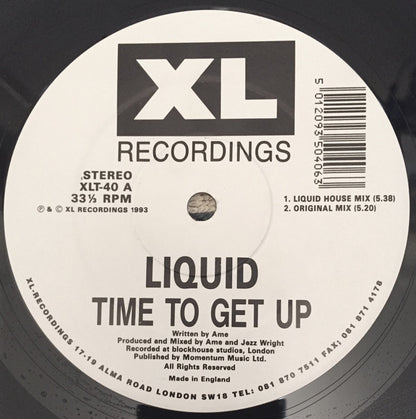 XL
RECORDINGS
5 012093 504063
STEREO
XLT-40 A
33⅓ RPM
℗ & © XL RECORDINGS 1993
1. LIQUID HOUSE MIX (5.38)
2. ORIGINAL MIX (5.20)
LIQUID
TIME TO GET UP
Written by Ame
Produced and Mixed by Ame and Jezz Wright
Recorded at blockhouse studios, London
Published by Momentum Music Ltd.
All Rights Reserved
Made in England
XL-RECORDINGS 17-19 ALMA ROAD LONDON SW18 TEL: 081 870 7511 FAX: 081 871 4178